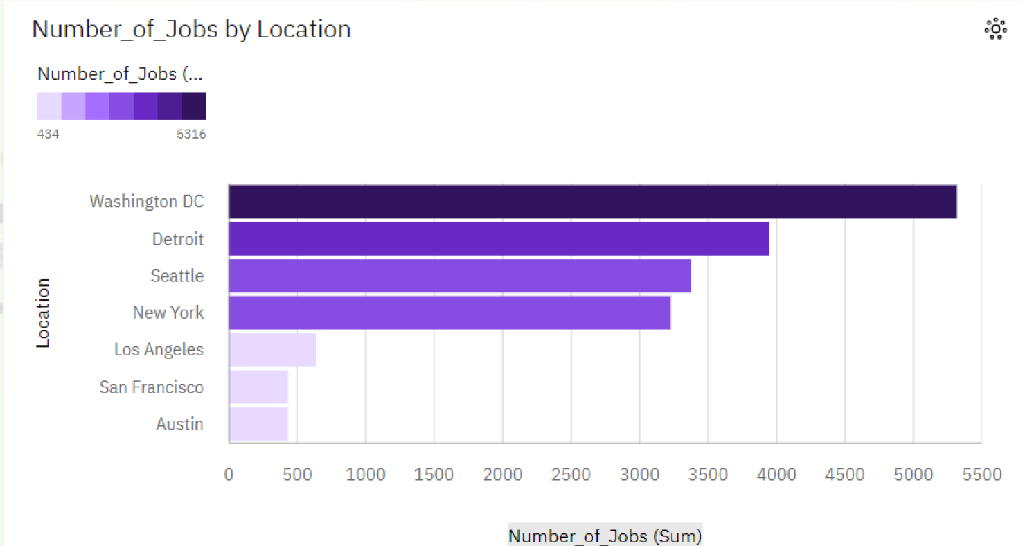 Number_of_Jobs by Location
Number_of_Jobs (...
434 5316
Washington DC
Detroit
Seattle
New York
Los Angeles
San Francisco
Austin
Location
0 500 1000 1500 2000 2500 3000 3500 4000 4500 5000 5500
Number_of_Jobs (Sum)